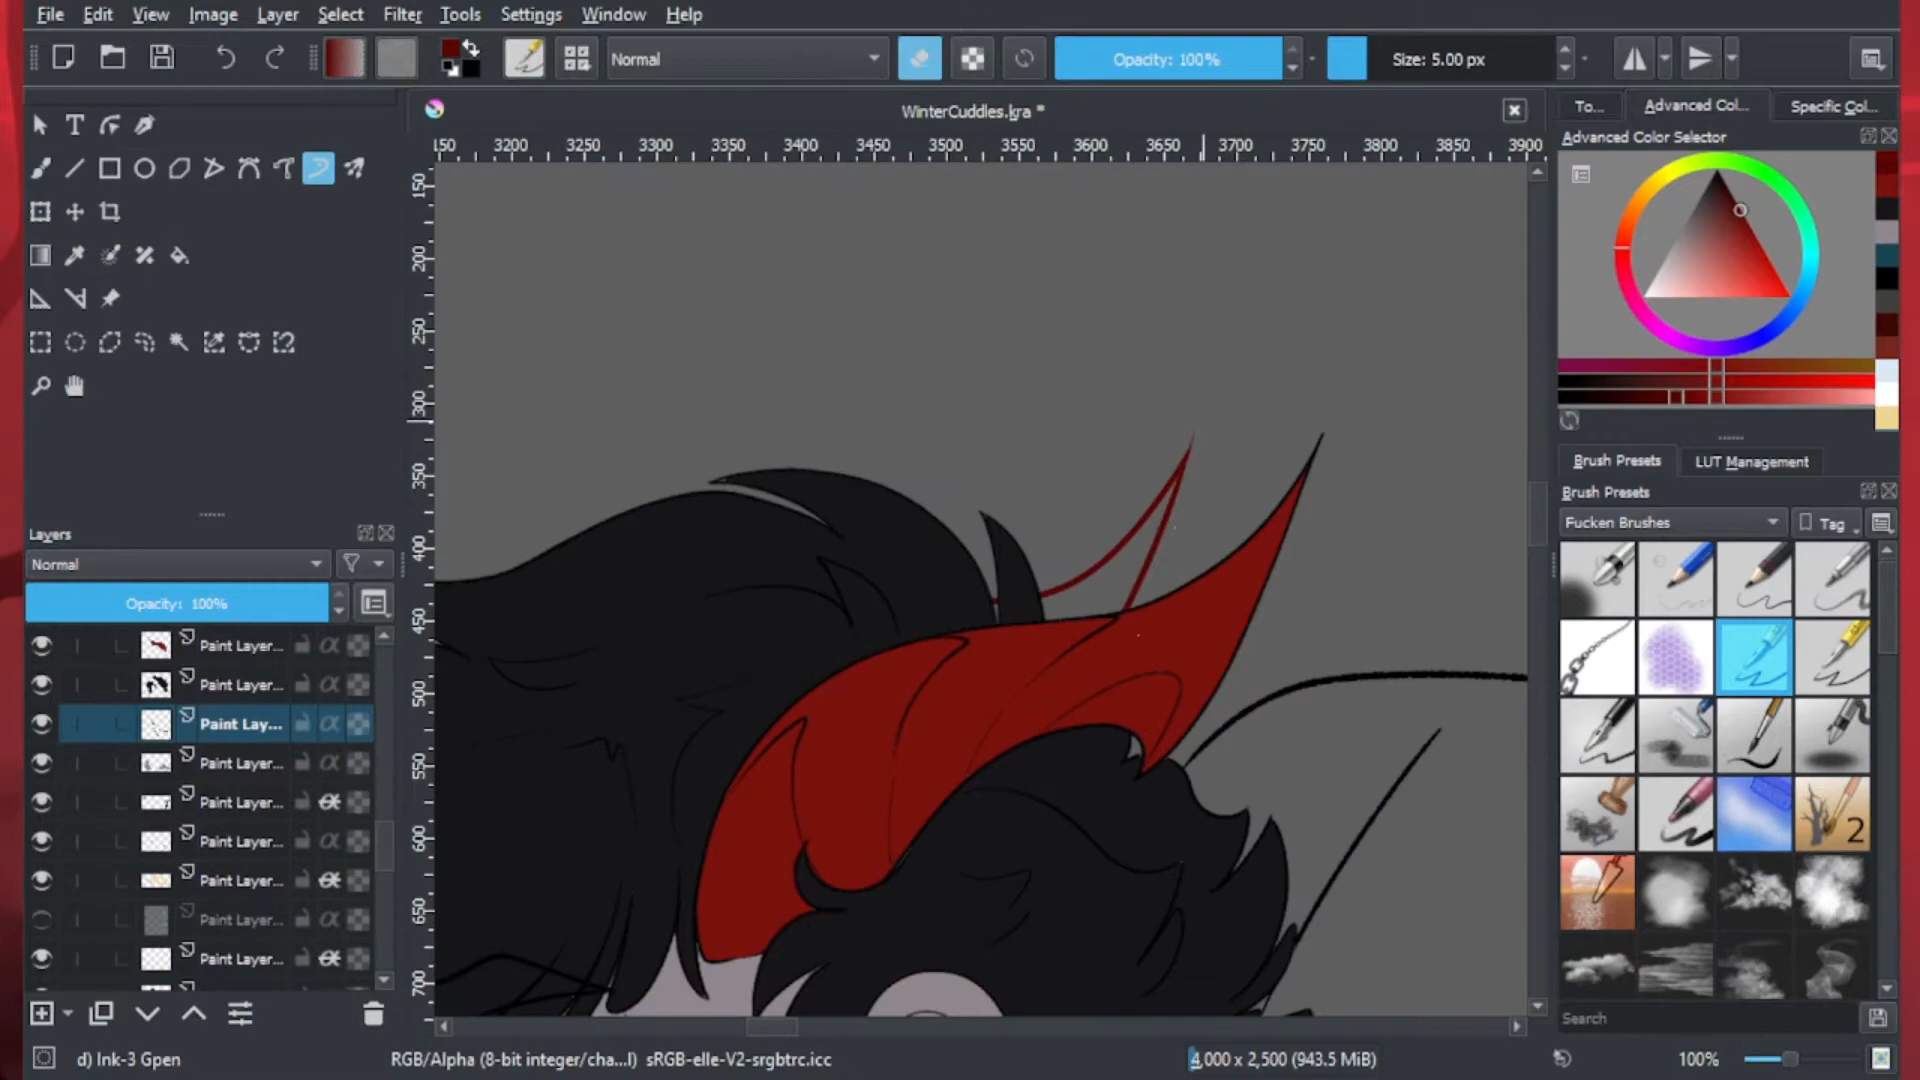 File Edit View Image Layer Select Filter Tools Settings Window Help
Normal
Opacity: 100%
Size: 5.00 px
WinterCuddles.kra *
To... Advanced Col... Specific Col...
Advanced Color Selector
150 3200 3250 3300 3350 3400 3450 3500 3550 3600 3650 3700 3750 3800 3850 3900
150
200
250
300
350
400
450
500
550
600
650
700
Layers
Normal
Opacity: 100%
Paint Layer...
Paint Layer...
Paint Lay...
Paint Layer...
Paint Layer...
Paint Layer...
Paint Layer...
Paint Layer...
Paint Layer...
Brush Presets LUT Management
Brush Presets
Fucken Brushes
Tag
2
Search
d) Ink-3 Gpen
RGB/Alpha (8-bit integer/cha...l) sRGB-elle-V2-srgbtrc.icc
4,000 x 2,500 (943.5 MiB)
100%